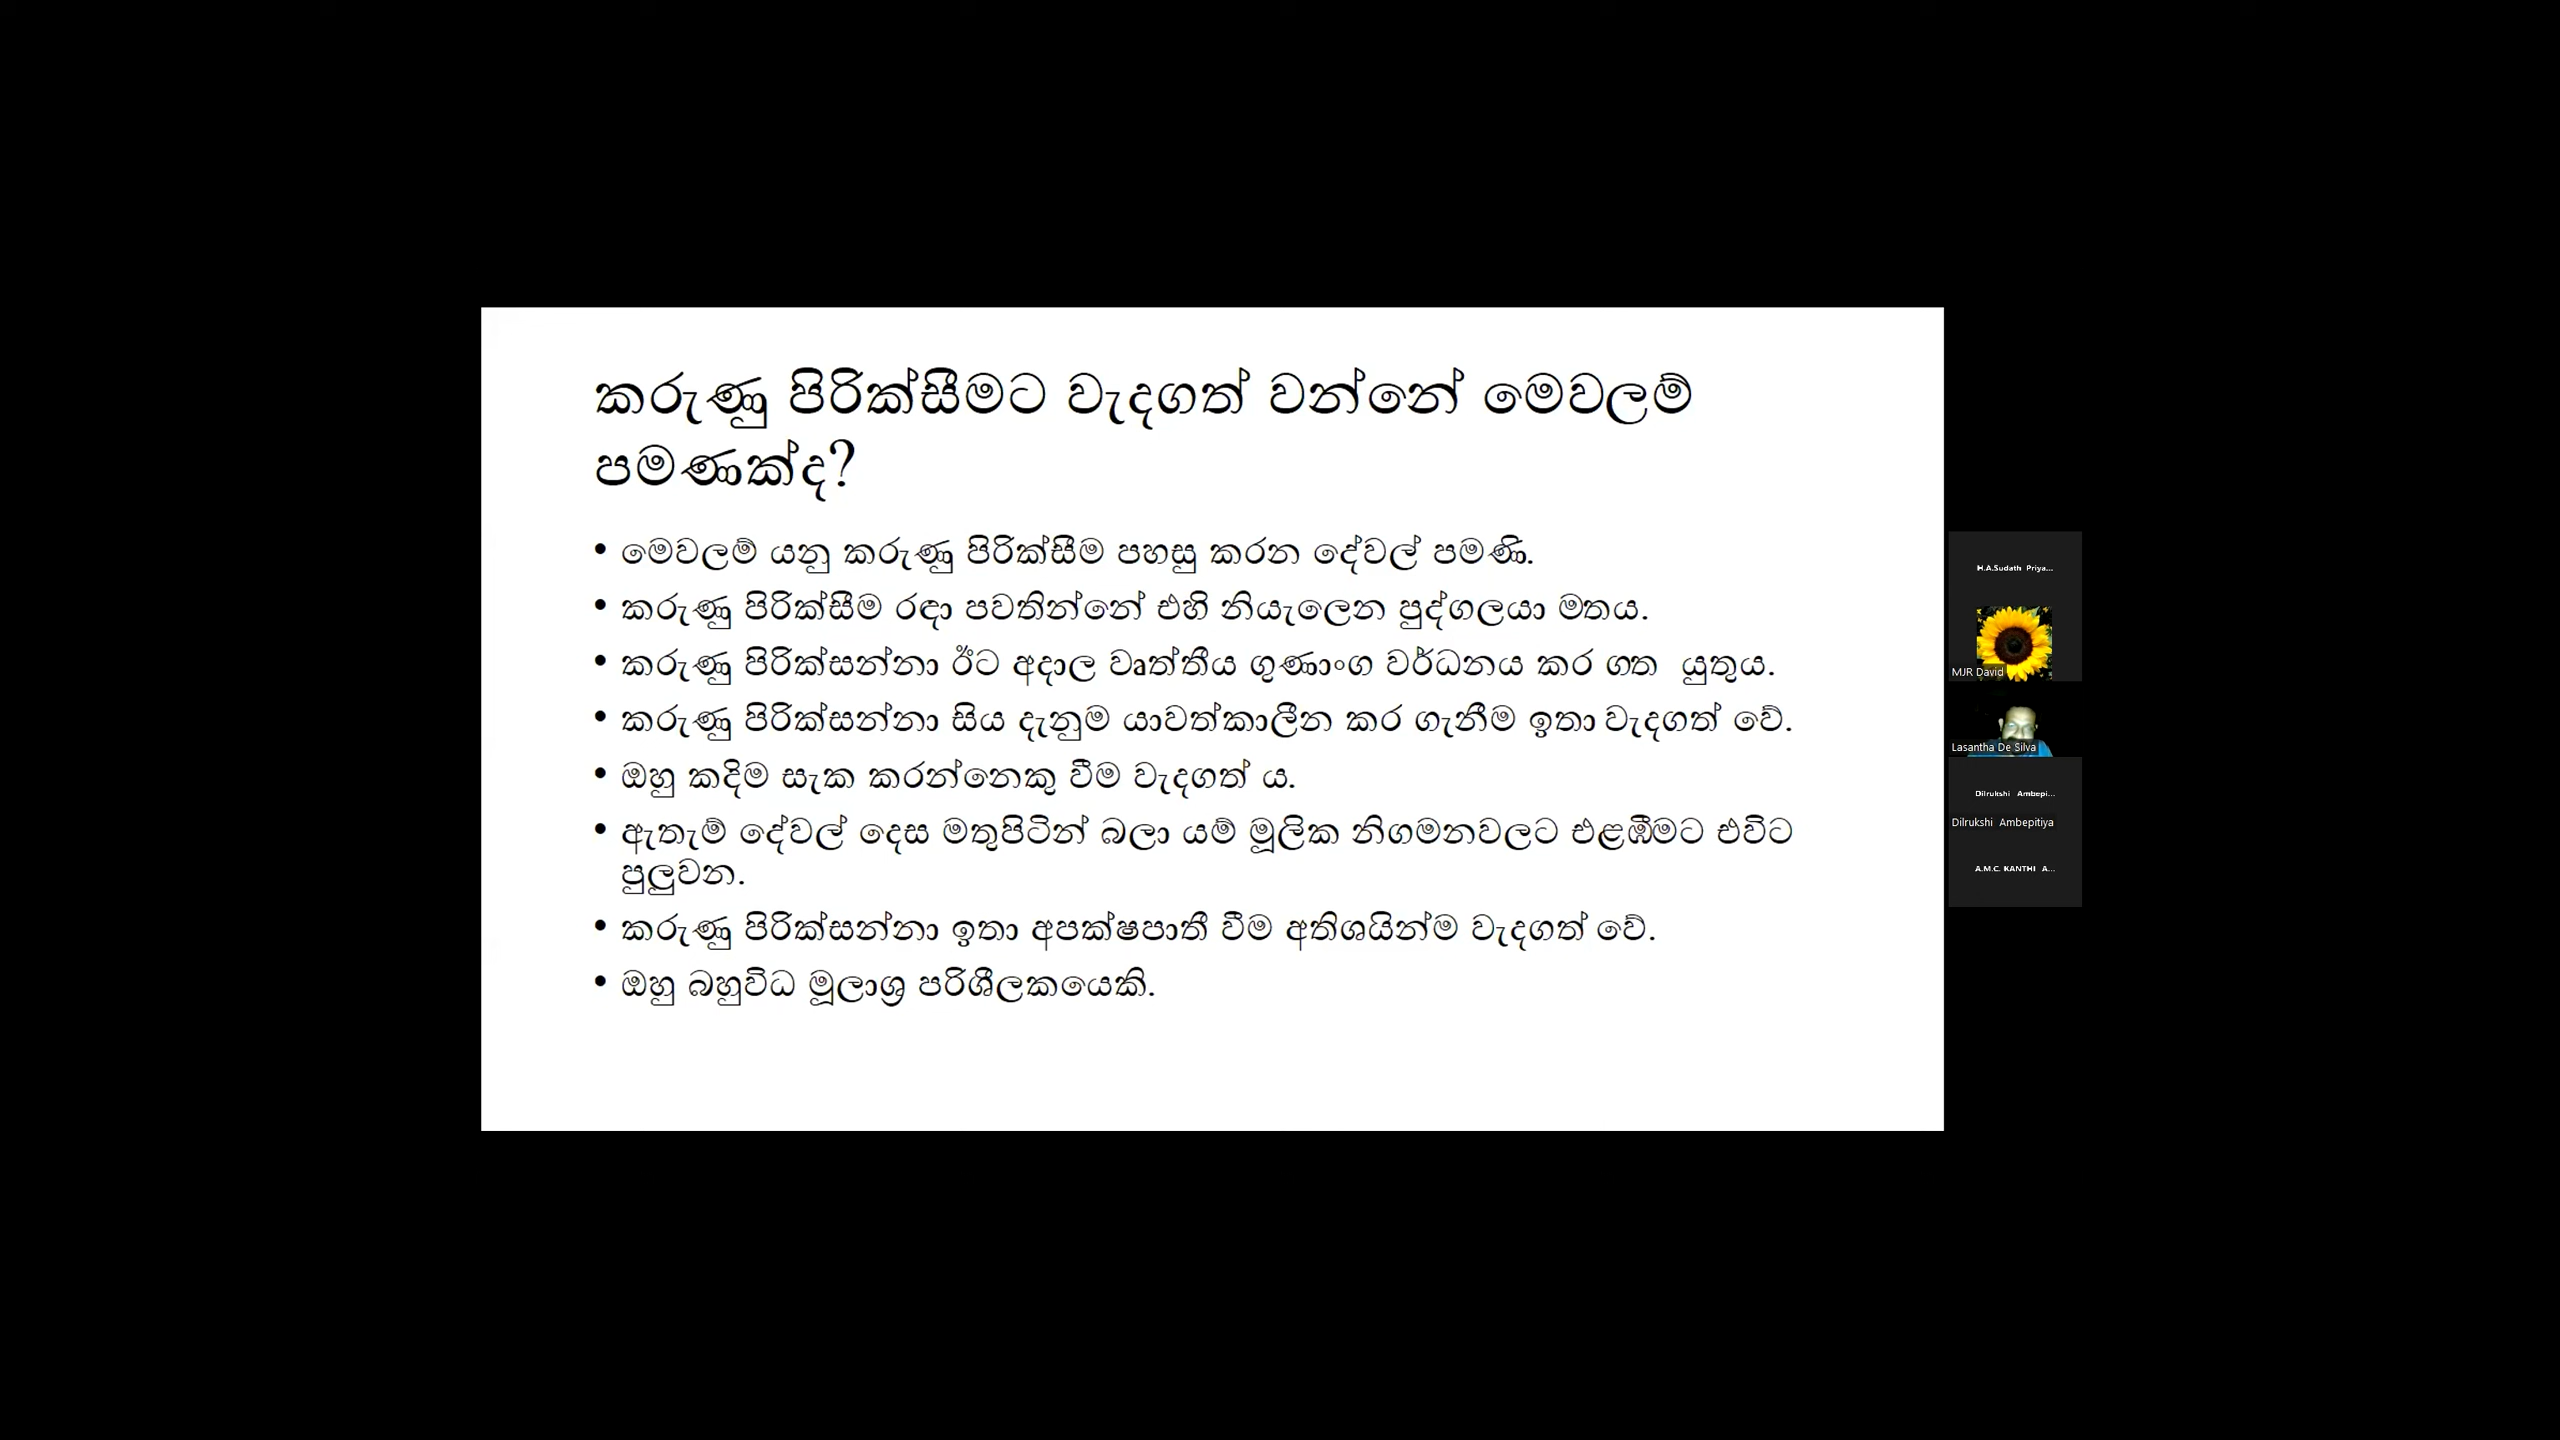 කරුණු පිරික්සීමට වැදගත් වන්නේ මෙවලම්
පමණක්ද?
• මෙවලම් යනු කරුණු පිරික්සීම පහසු කරන දේවල් පමණි.
• කරුණු පිරික්සීම රඳා පවතින්නේ එහි නියැලෙන පුද්ගලයා මතය.
• කරුණු පිරික්සන්නා ඊට අදාල වෘත්තීය ගුණාංග වර්ධනය කර ගත යුතුය.
• කරුණු පිරික්සන්නා සිය දැනුම යාවත්කාලීන කර ගැනීම ඉතා වැදගත් වේ.
• ඔහු කදිම සැක කරන්නෙකු වීම වැදගත් ය.
• ඇතැම් දේවල් දෙස මතුපිටින් බලා යම් මූලික නිගමනවලට එළඹීමට එවිට
පුලුවන.
• කරුණු පිරික්සන්නා ඉතා අපක්ෂපාතී වීම අතිශයින්ම වැදගත් වේ.
• ඔහු බහුවිධ මූලාශ්‍ර පරිශීලකයෙකි.
H.A.Sudath Priya...
MJR David
Lasantha De Silva
Dilrukshi Ambepi...
Dilrukshi Ambepitiya
A.M.C. KANTHI A...